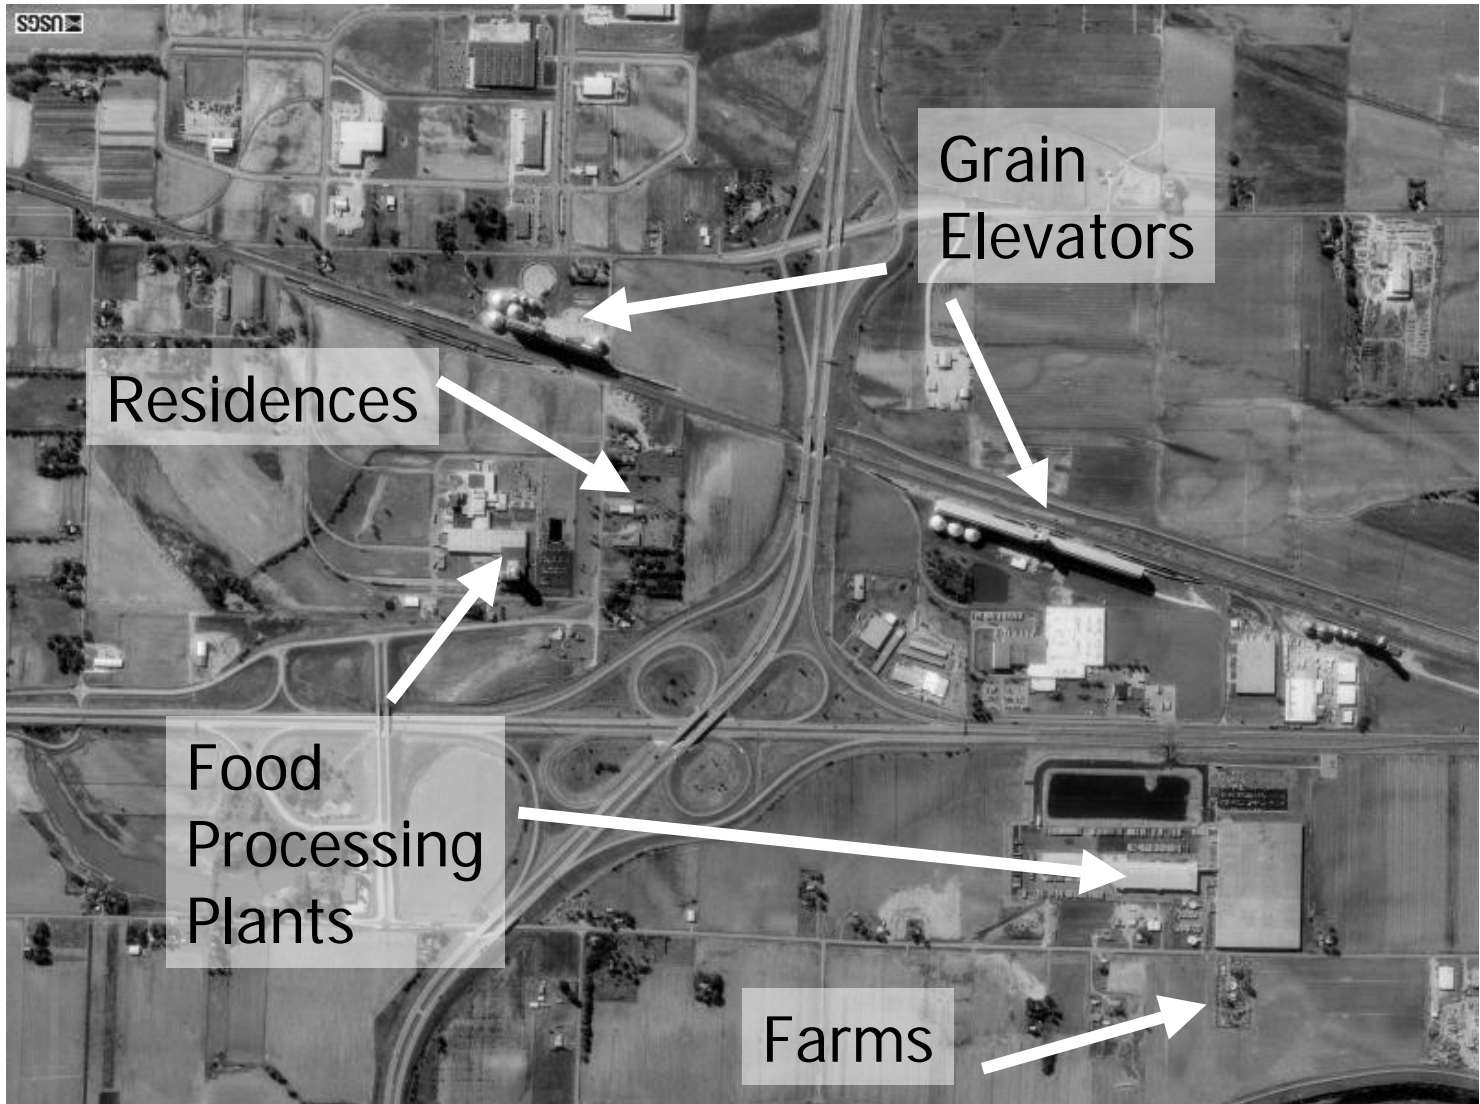 USGS
Grain
Elevators
Residences
Food
Processing
Plants
Farms